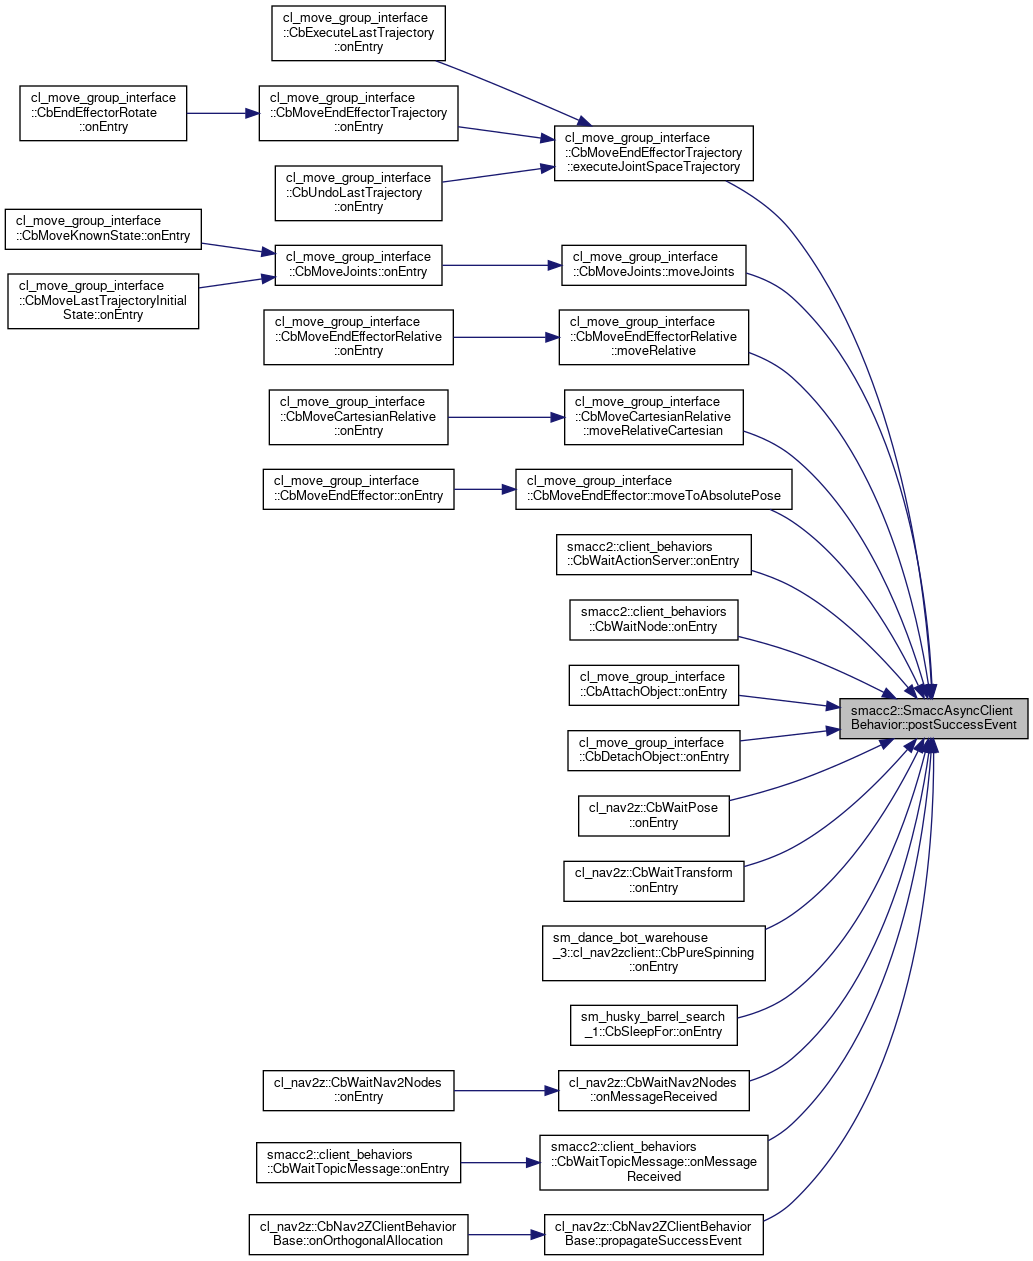 cl_move_group_interface
::CbExecuteLastTrajectory
::onEntry
cl_move_group_interface
::CbEndEffectorRotate
::onEntry
cl_move_group_interface
::CbMoveEndEffectorTrajectory
::onEntry
cl_move_group_interface
::CbMoveEndEffectorTrajectory
::executeJointSpaceTrajectory
cl_move_group_interface
::CbUndoLastTrajectory
::onEntry
cl_move_group_interface
::CbMoveKnownState::onEntry
cl_move_group_interface
::CbMoveJoints::onEntry
cl_move_group_interface
::CbMoveJoints::moveJoints
cl_move_group_interface
::CbMoveLastTrajectoryInitial
State::onEntry
cl_move_group_interface
::CbMoveEndEffectorRelative
::onEntry
cl_move_group_interface
::CbMoveEndEffectorRelative
::moveRelative
cl_move_group_interface
::CbMoveCartesianRelative
::onEntry
cl_move_group_interface
::CbMoveCartesianRelative
::moveRelativeCartesian
cl_move_group_interface
::CbMoveEndEffector::onEntry
cl_move_group_interface
::CbMoveEndEffector::moveToAbsolutePose
smacc2::client_behaviors
::CbWaitActionServer::onEntry
smacc2::client_behaviors
::CbWaitNode::onEntry
cl_move_group_interface
::CbAttachObject::onEntry
smacc2::SmaccAsyncClient
Behavior::postSuccessEvent
cl_move_group_interface
::CbDetachObject::onEntry
cl_nav2z::CbWaitPose
::onEntry
cl_nav2z::CbWaitTransform
::onEntry
sm_dance_bot_warehouse
_3::cl_nav2zclient::CbPureSpinning
::onEntry
sm_husky_barrel_search
_1::CbSleepFor::onEntry
cl_nav2z::CbWaitNav2Nodes
::onEntry
cl_nav2z::CbWaitNav2Nodes
::onMessageReceived
smacc2::client_behaviors
::CbWaitTopicMessage::onEntry
smacc2::client_behaviors
::CbWaitTopicMessage::onMessage
Received
cl_nav2z::CbNav2ZClientBehavior
Base::onOrthogonalAllocation
cl_nav2z::CbNav2ZClientBehavior
Base::propagateSuccessEvent